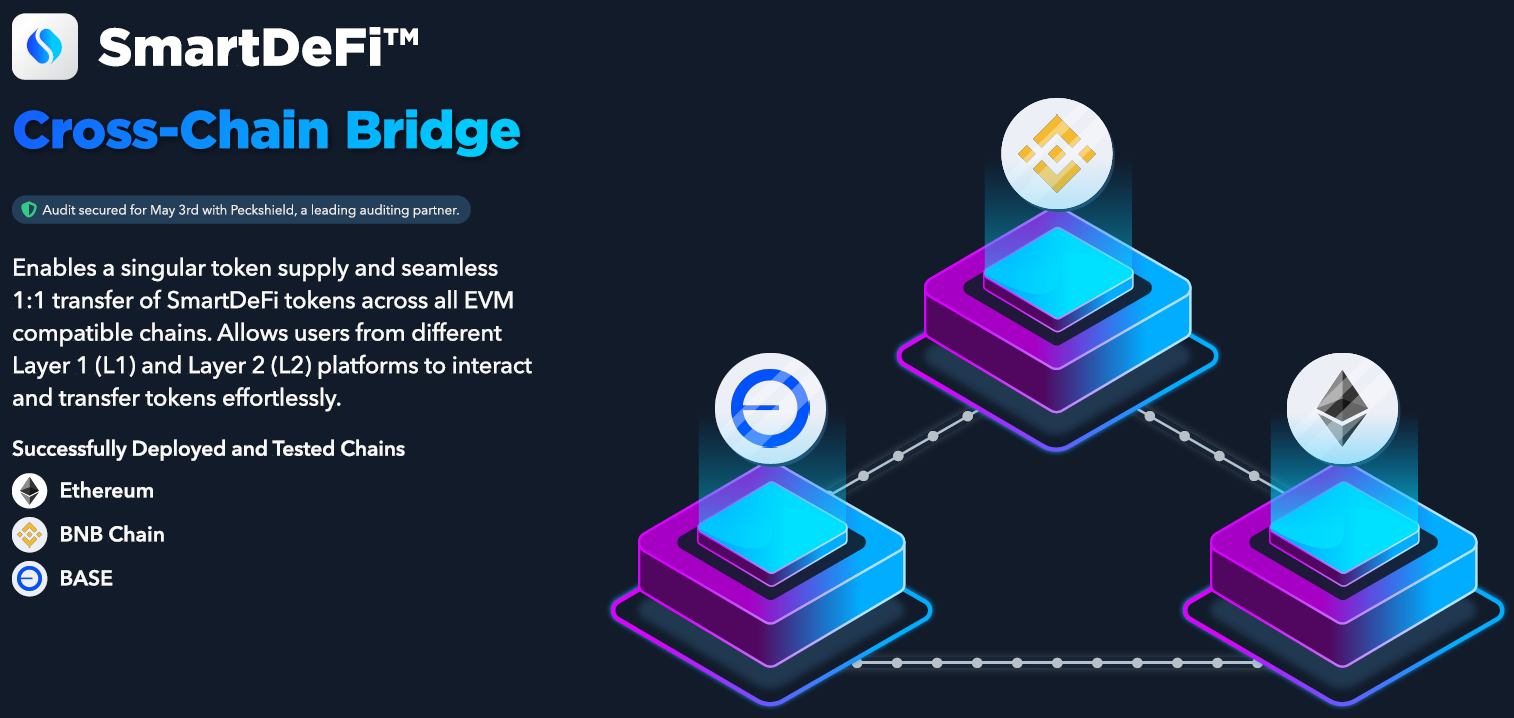 SmartDeFi™
Cross-Chain Bridge
Audit secured for May 3rd with Peckshield, a leading auditing partner.
Enables a singular token supply and seamless
1:1 transfer of SmartDeFi tokens across all EVM
compatible chains. Allows users from different
Layer 1 (L1) and Layer 2 (L2) platforms to interact
and transfer tokens effortlessly.
Successfully Deployed and Tested Chains
Ethereum
BNB Chain
BASE